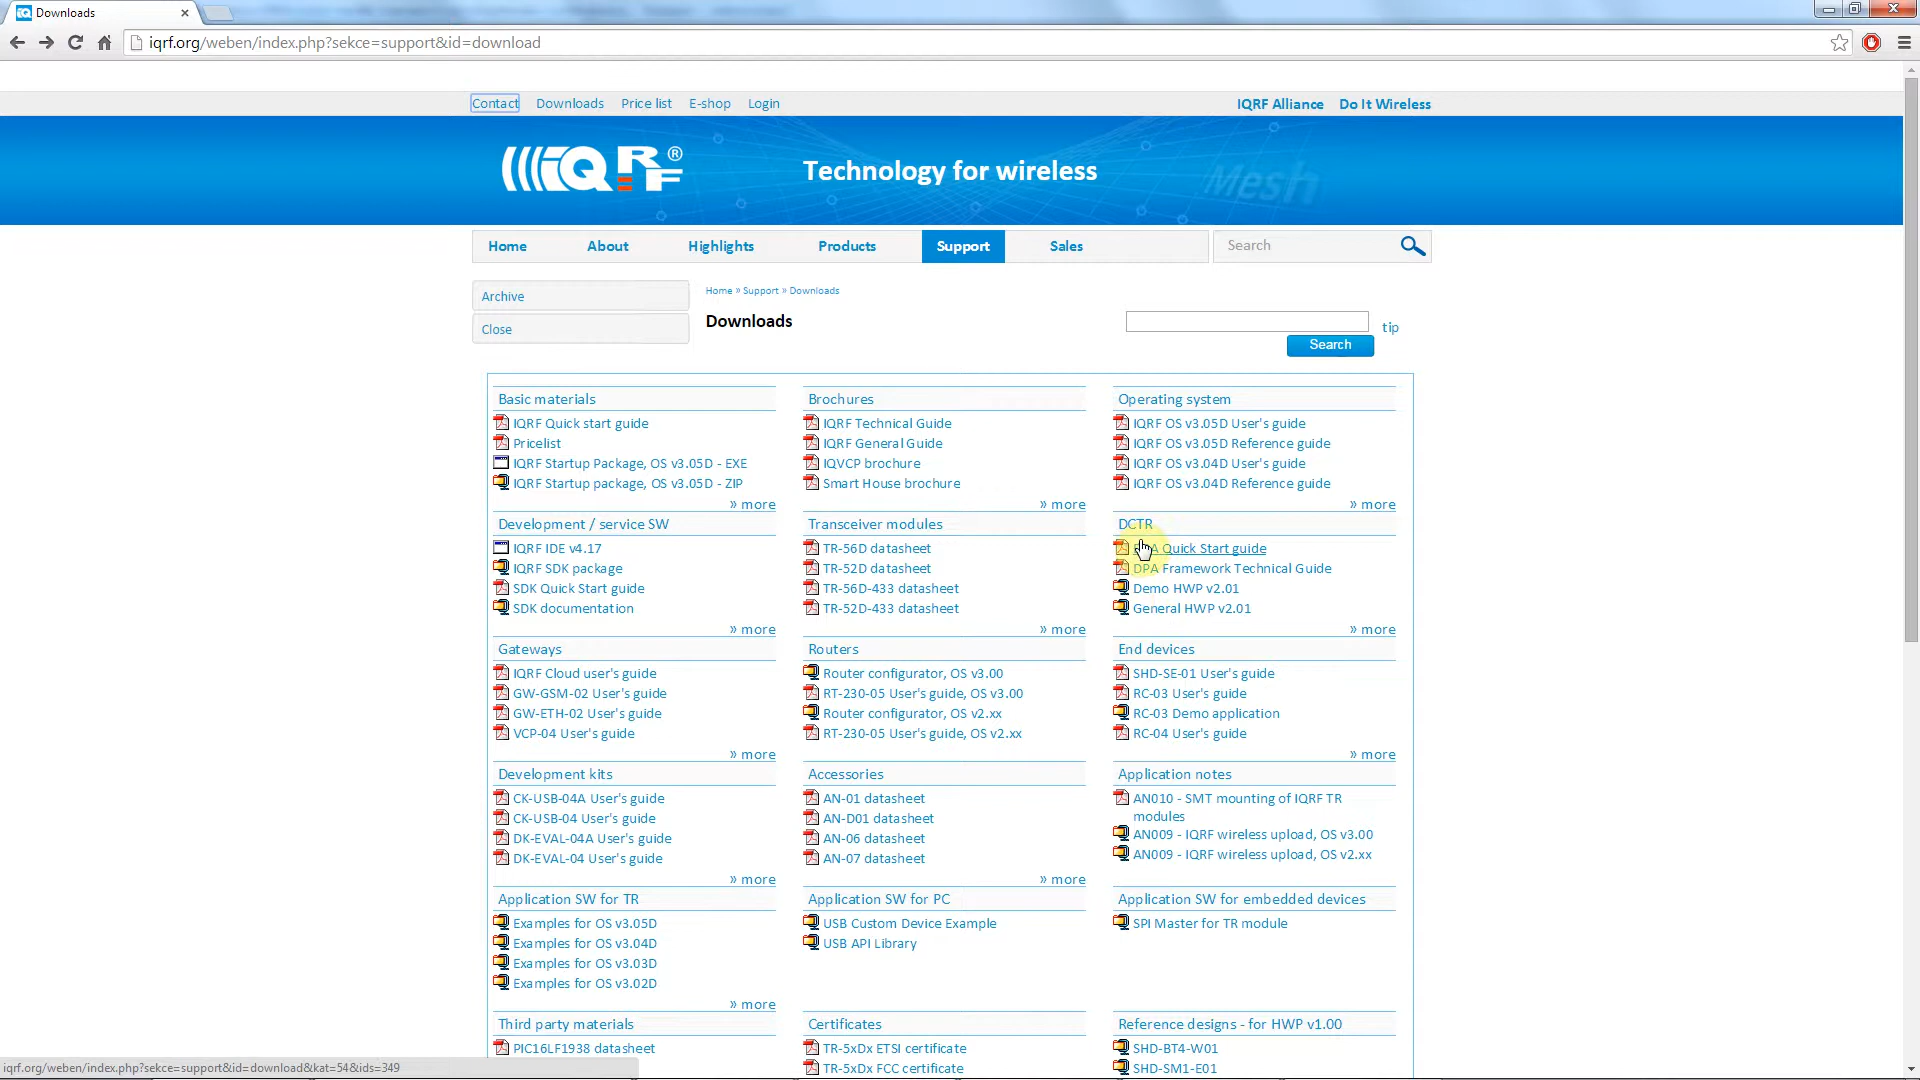 Downloads
iqrf.org/weben/index.php?sekce=support&id=download
Contact Downloads Price list E-shop Login IQRF Alliance Do It Wireless
IQRF® Technology for wireless Mesh
Home About Highlights Products Support Sales Search
Archive
Close
Home » Support » Downloads
Downloads
tip
Search
Basic materials
IQRF Quick start guide
Pricelist
IQRF Startup Package, OS v3.05D - EXE
IQRF Startup package, OS v3.05D - ZIP
» more
Brochures
IQRF Technical Guide
IQRF General Guide
IQVCP brochure
Smart House brochure
» more
Operating system
IQRF OS v3.05D User's guide
IQRF OS v3.05D Reference guide
IQRF OS v3.04D User's guide
IQRF OS v3.04D Reference guide
» more
Development / service SW
IQRF IDE v4.17
IQRF SDK package
SDK Quick Start guide
SDK documentation
» more
Transceiver modules
TR-56D datasheet
TR-52D datasheet
TR-56D-433 datasheet
TR-52D-433 datasheet
» more
DCTR
Quick Start guide
DPA Framework Technical Guide
Demo HWP v2.01
General HWP v2.01
» more
Gateways
IQRF Cloud user's guide
GW-GSM-02 User's guide
GW-ETH-02 User's guide
VCP-04 User's guide
» more
Routers
Router configurator, OS v3.00
RT-230-05 User's guide, OS v3.00
Router configurator, OS v2.xx
RT-230-05 User's guide, OS v2.xx
End devices
SHD-SE-01 User's guide
RC-03 User's guide
RC-03 Demo application
RC-04 User's guide
» more
Development kits
CK-USB-04A User's guide
CK-USB-04 User's guide
DK-EVAL-04A User's guide
DK-EVAL-04 User's guide
» more
Accessories
AN-01 datasheet
AN-D01 datasheet
AN-06 datasheet
AN-07 datasheet
» more
Application notes
AN010 - SMT mounting of IQRF TR
modules
AN009 - IQRF wireless upload, OS v3.00
AN009 - IQRF wireless upload, OS v2.xx
Application SW for TR
Examples for OS v3.05D
Examples for OS v3.04D
Examples for OS v3.03D
Examples for OS v3.02D
» more
Application SW for PC
USB Custom Device Example
USB API Library
Application SW for embedded devices
SPI Master for TR module
Third party materials
PIC16LF1938 datasheet
Certificates
TR-5xDx ETSI certificate
TR-5xDx FCC certificate
Reference designs - for HWP v1.00
SHD-BT4-W01
SHD-SM1-E01
iqrf.org/weben/index.php?sekce=support&id=download&kat=54&ids=349